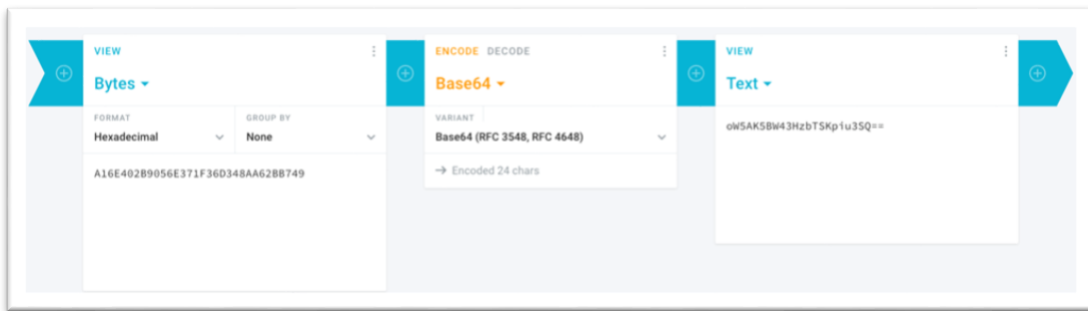 VIEW
Bytes
FORMAT
Hexadecimal
GROUP BY
None
A16E402B9056E371F36D348AA62BB749
ENCODE DECODE
Base64
VARIANT
Base64 (RFC 3548, RFC 4648)
→ Encoded 24 chars
VIEW
Text
oW5AK5BW43HzbTSKpiu3SQ==